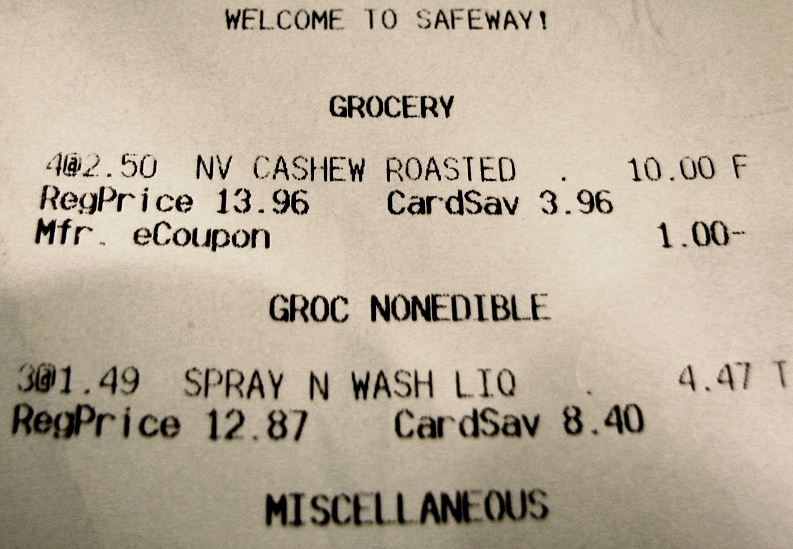 WELCOME TO SAFEWAY!
GROCERY
4@2.50 NV CASHEW ROASTED . 10.00 F
RegPrice 13.96 CardSav 3.96
Mfr. eCoupon 1.00-
GROC NONEDIBLE
3@1.49 SPRAY N WASH LIQ . 4.47 T
RegPrice 12.87 CardSav 8.40
MISCELLANEOUS